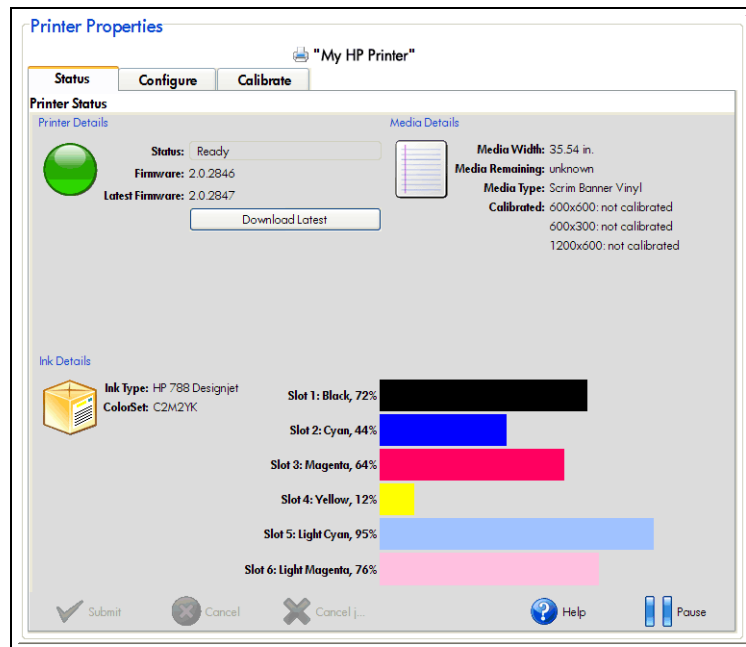 Printer Properties
"My HP Printer"
Status Configure Calibrate
Printer Status
Printer Details
Status: Ready
Firmware: 2.0.2846
Latest Firmware: 2.0.2847
Download Latest
Media Details
Media Width: 35.54 in.
Media Remaining: unknown
Media Type: Scrim Banner Vinyl
Calibrated: 600x600: not calibrated
600x300: not calibrated
1200x600: not calibrated
Ink Details
Ink Type: HP 788 Designjet
ColorSet: C2M2YK
Slot 1: Black, 72%
Slot 2: Cyan, 44%
Slot 3: Magenta, 64%
Slot 4: Yellow, 12%
Slot 5: Light Cyan, 95%
Slot 6: Light Magenta, 76%
Submit Cancel Cancel j... Help Pause